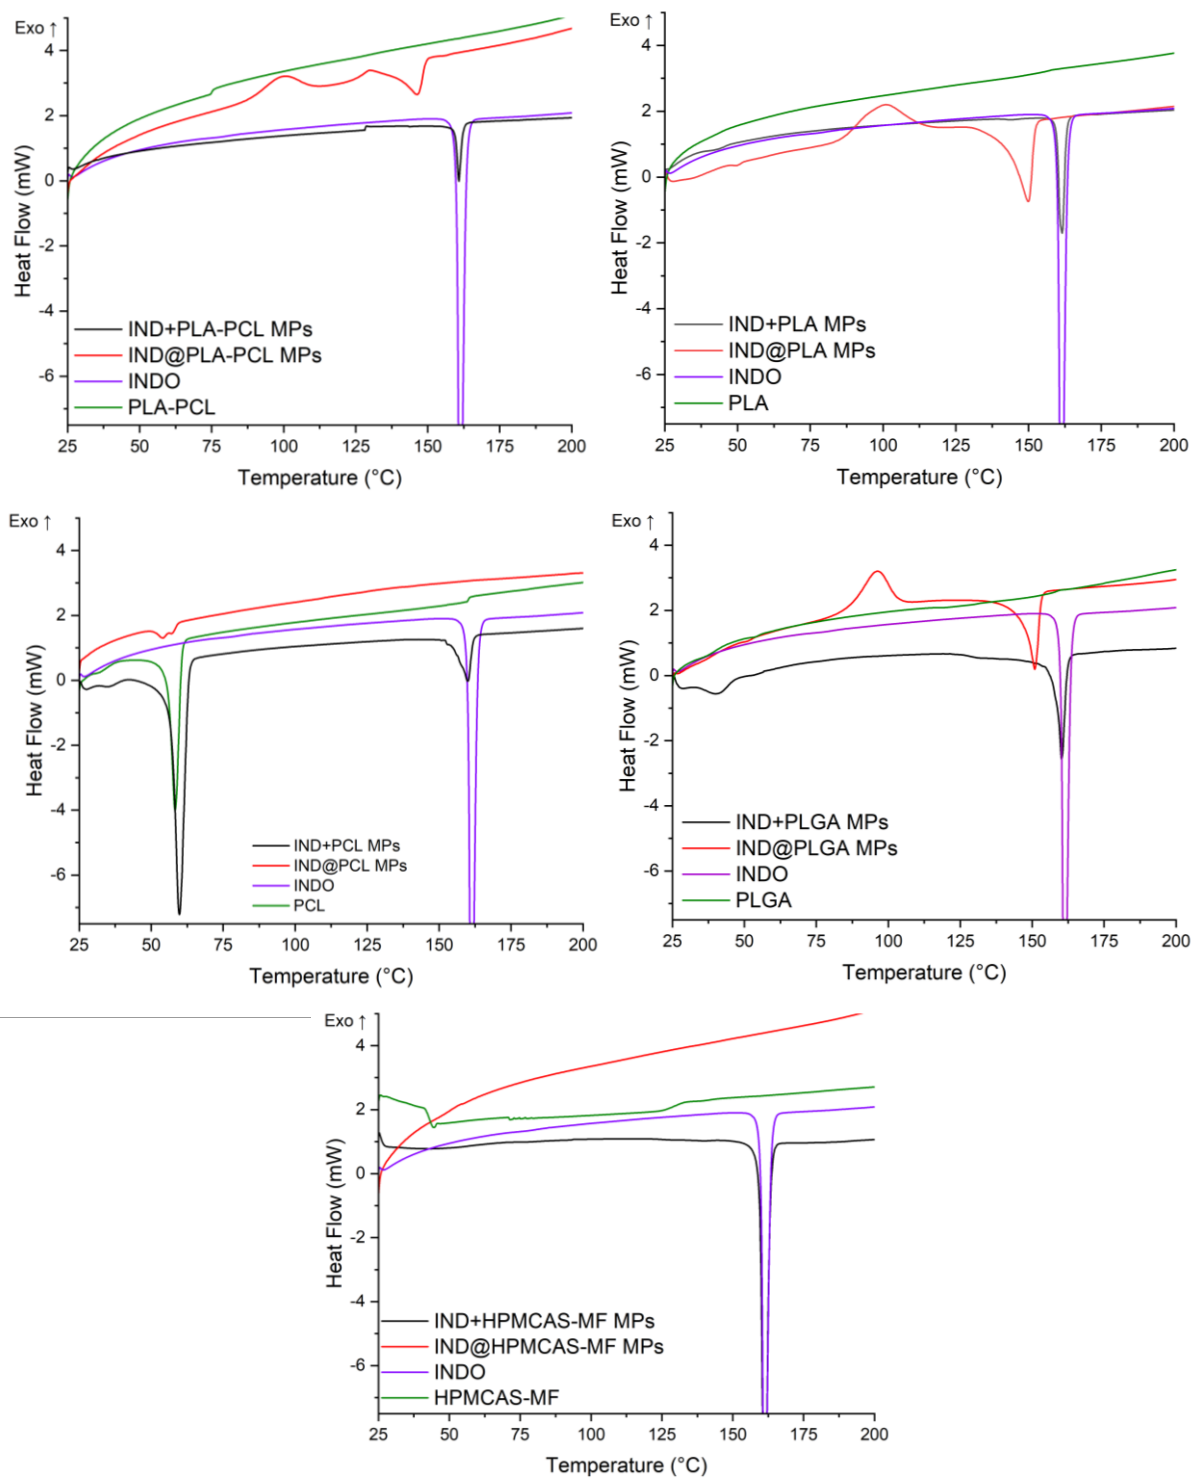 Exo ↑
4
2
0
-2
-4
-6
Heat Flow (mW)
IND+PLA-PCL MPs
IND@PLA-PCL MPs
INDO
PLA-PCL
25 50 75 100 125 150 175 200
Temperature (°C)
Exo ↑
4
2
0
-2
-4
-6
Heat Flow (mW)
IND+PLA MPs
IND@PLA MPs
INDO
PLA
25 50 75 100 125 150 175 200
Temperature (°C)
Exo ↑
4
2
0
-2
-4
-6
Heat Flow (mW)
IND+PCL MPs
IND@PCL MPs
INDO
PCL
25 50 75 100 125 150 175 200
Temperature (°C)
Exo ↑
4
2
0
-2
-4
-6
Heat Flow (mW)
IND+PLGA MPs
IND@PLGA MPs
INDO
PLGA
25 50 75 100 125 150 175 200
Temperature (°C)
Exo ↑
4
2
0
-2
-4
-6
Heat Flow (mW)
IND+HPMCAS-MF MPs
IND@HPMCAS-MF MPs
INDO
HPMCAS-MF
25 50 75 100 125 150 175 200
Temperature (°C)